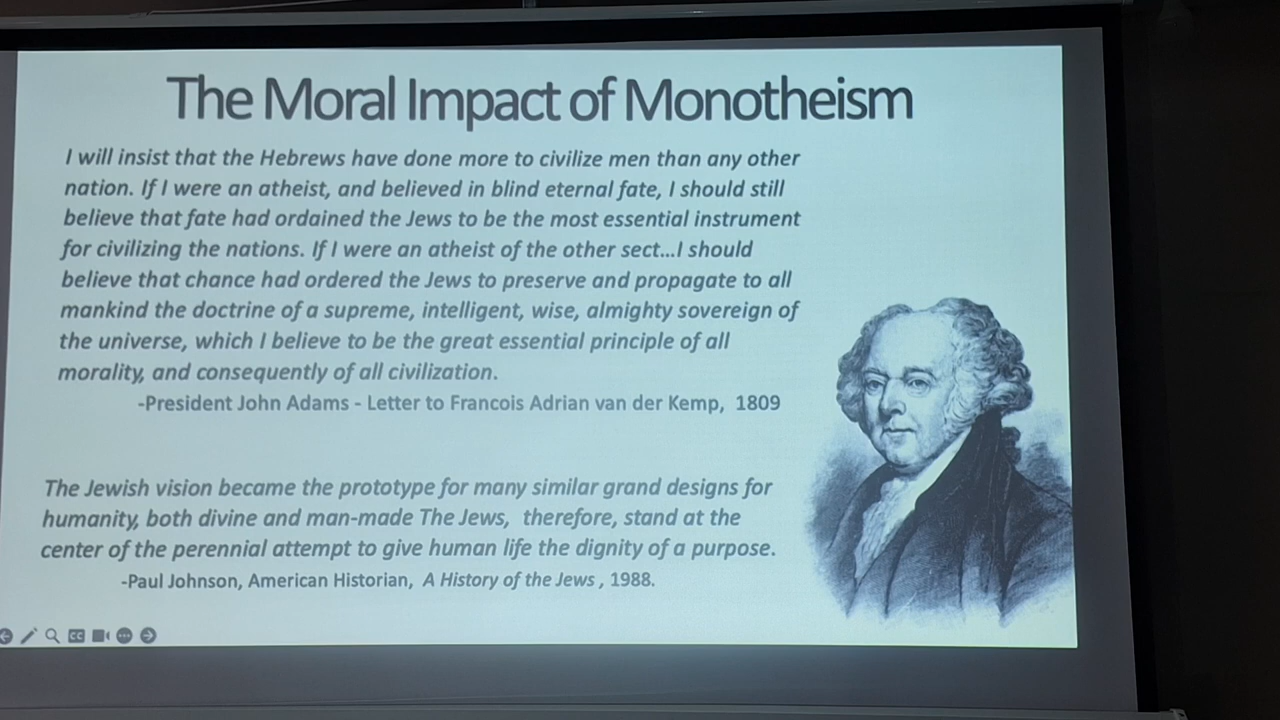 The Moral Impact of Monotheism
I will insist that the Hebrews have done more to civilize men than any other
nation. If I were an atheist, and believed in blind eternal fate, I should still
believe that fate had ordained the Jews to be the most essential instrument
for civilizing the nations. If I were an atheist of the other sect...I should
believe that chance had ordered the Jews to preserve and propagate to all
mankind the doctrine of a supreme, intelligent, wise, almighty sovereign of
the universe, which I believe to be the great essential principle of all
morality, and consequently of all civilization.
-President John Adams - Letter to Francois Adrian van der Kemp, 1809
The Jewish vision became the prototype for many similar grand designs for
humanity, both divine and man-made The Jews, therefore, stand at the
center of the perennial attempt to give human life the dignity of a purpose.
-Paul Johnson, American Historian, A History of the Jews , 1988.
CC